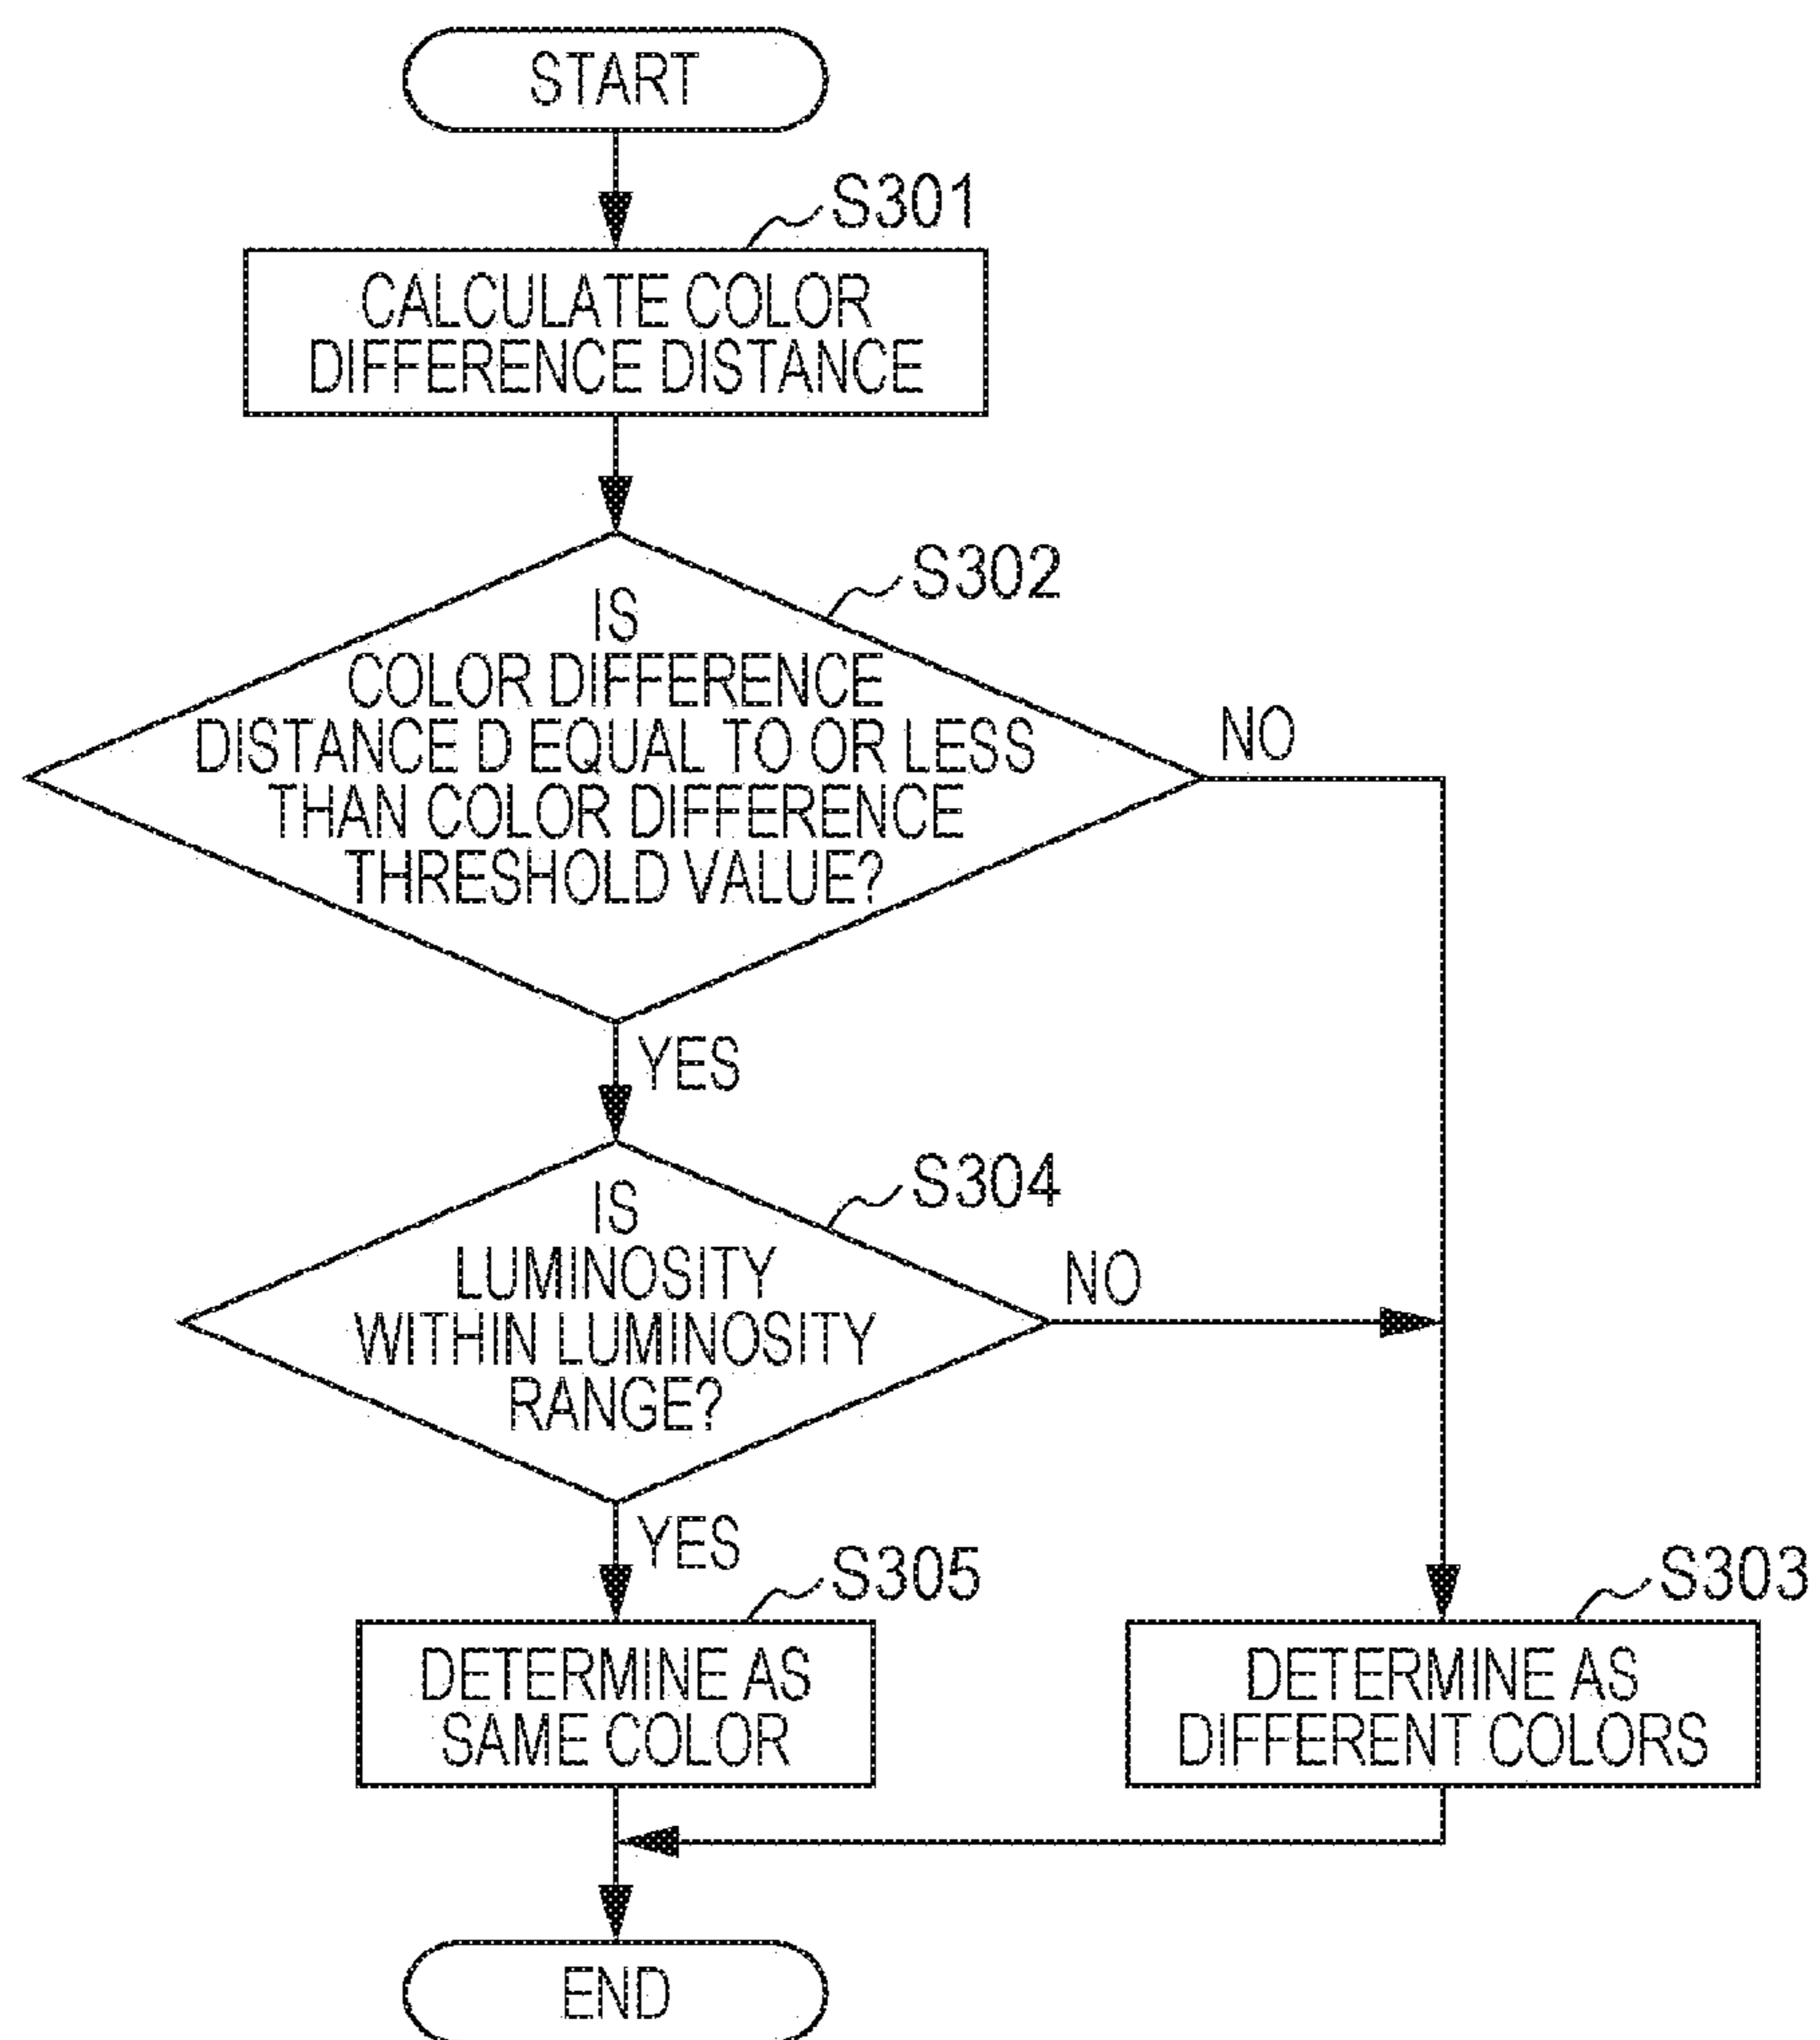 START
S301
CALCULATE COLOR
DIFFERENCE DISTANCE
S302
IS
COLOR DIFFERENCE
DISTANCE D EQUAL TO OR LESS
THAN COLOR DIFFERENCE
THRESHOLD VALUE?
NO
YES
S304
IS
LUMINOSITY
WITHIN LUMINOSITY
RANGE?
NO
YES
S305
DETERMINE AS
SAME COLOR
S303
DETERMINE AS
DIFFERENT COLORS
END